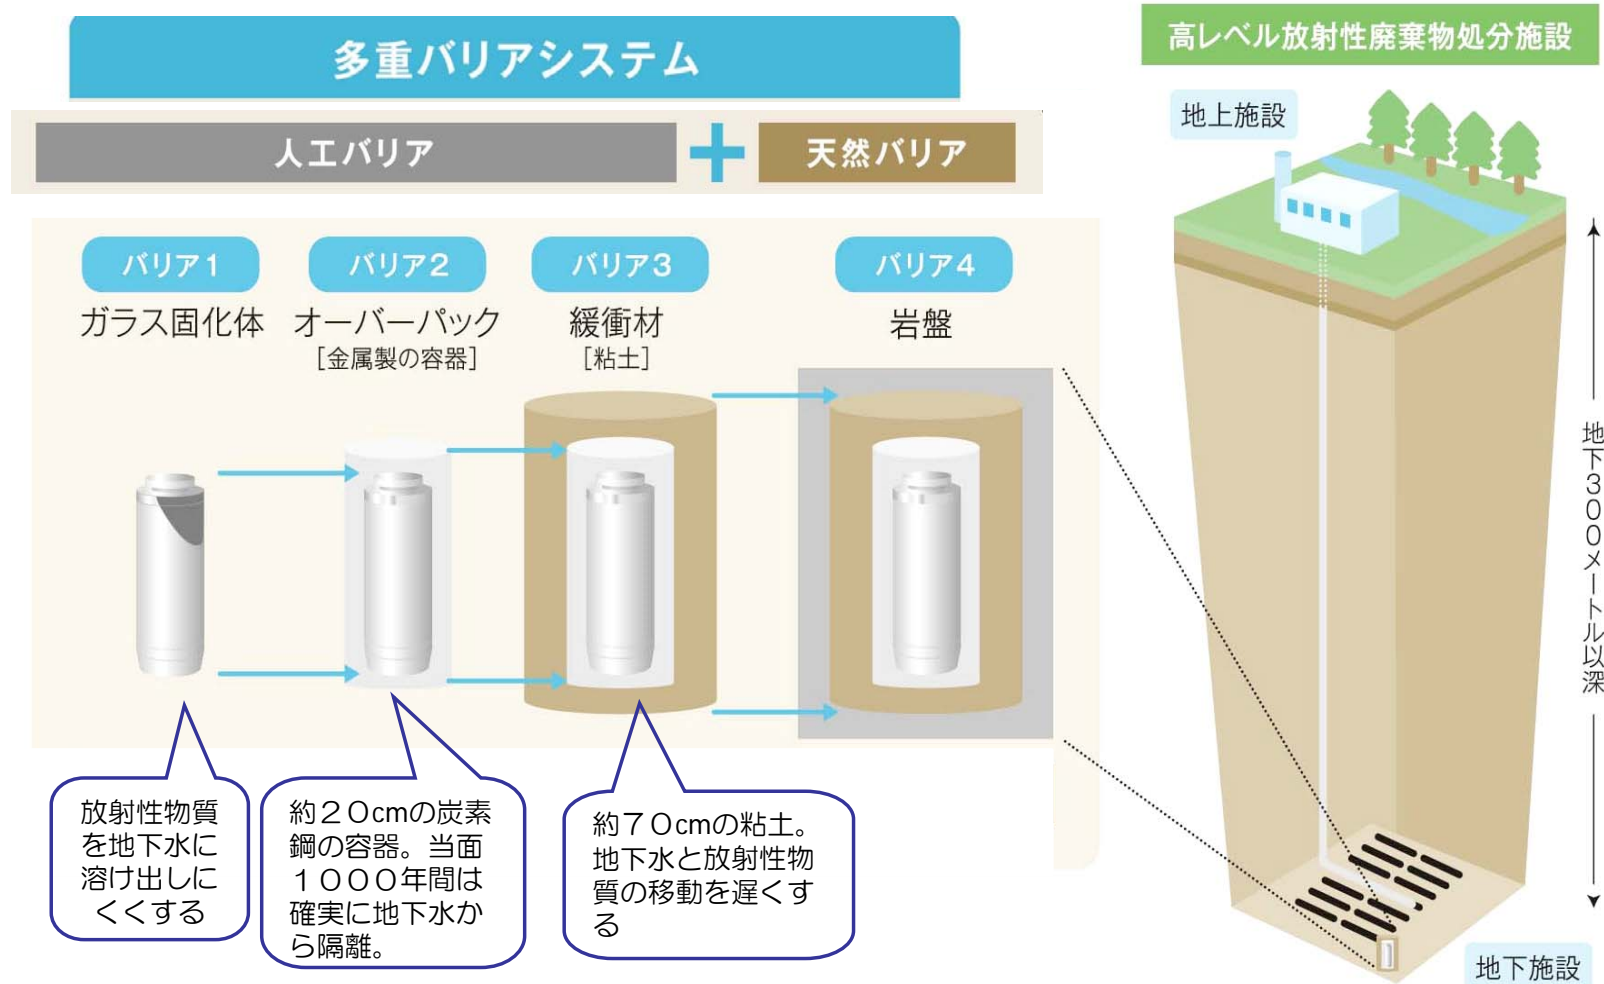 多重バリアシステム
人工バリア
+
天然バリア
バリア1
ガラス固化体
バリア2
オーバーパック
[金属製の容器]
バリア3
緩衝材
[粘土]
バリア4
岩盤
放射性物質
を地下水に
溶け出しに
くくする
約20cmの炭素
鋼の容器。当面
1000年間は
確実に地下水か
ら隔離。
約70cmの粘土。
地下水と放射性物
質の移動を遅くす
る
高レベル放射性廃棄物処分施設
地上施設
地下300メートル以深
地下施設